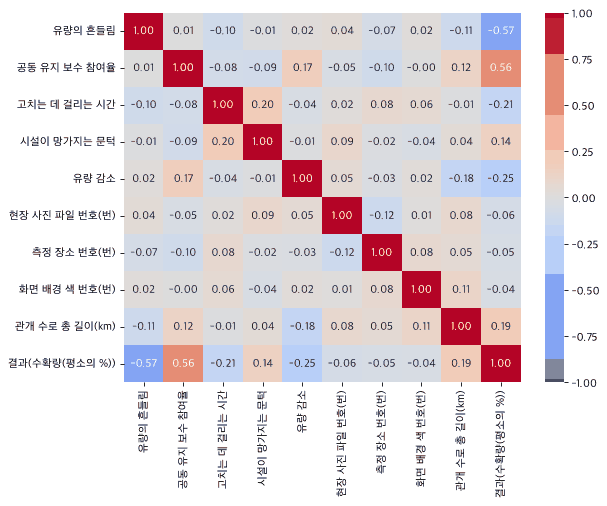 유량의 흔들림 1.00 0.01 -0.10 -0.01 0.02 0.04 -0.07 0.02 -0.11 -0.57
공동 유지 보수 참여율 0.01 1.00 -0.08 -0.09 0.17 -0.05 -0.10 -0.00 0.12 0.56
고치는 데 걸리는 시간 -0.10 -0.08 1.00 0.20 -0.04 0.02 0.08 0.06 -0.01 -0.21
시설이 망가지는 문턱 -0.01 -0.09 0.20 1.00 -0.01 0.09 -0.02 -0.04 0.04 0.14
유량 감소 0.02 0.17 -0.04 -0.01 1.00 0.05 -0.03 0.02 -0.18 -0.25
현장 사진 파일 번호(번) 0.04 -0.05 0.02 0.09 0.05 1.00 -0.12 0.01 0.08 -0.06
측정 장소 번호(번) -0.07 -0.10 0.08 -0.02 -0.03 -0.12 1.00 0.08 0.05 -0.05
화면 배경 색 번호(번) 0.02 -0.00 0.06 -0.04 0.02 0.01 0.08 1.00 0.11 -0.04
관개 수로 총 길이(km) -0.11 0.12 -0.01 0.04 -0.18 0.08 0.05 0.11 1.00 0.19
결과(수확량(평소의 %)) -0.57 0.56 -0.21 0.14 -0.25 -0.06 -0.05 -0.04 0.19 1.00
유량의 흔들림
공동 유지 보수 참여율
고치는 데 걸리는 시간
시설이 망가지는 문턱
유량 감소
현장 사진 파일 번호(번)
측정 장소 번호(번)
화면 배경 색 번호(번)
관개 수로 총 길이(km)
결과(수확량(평소의 %))
1.00
0.75
0.50
0.25
0.00
-0.25
-0.50
-0.75
-1.00